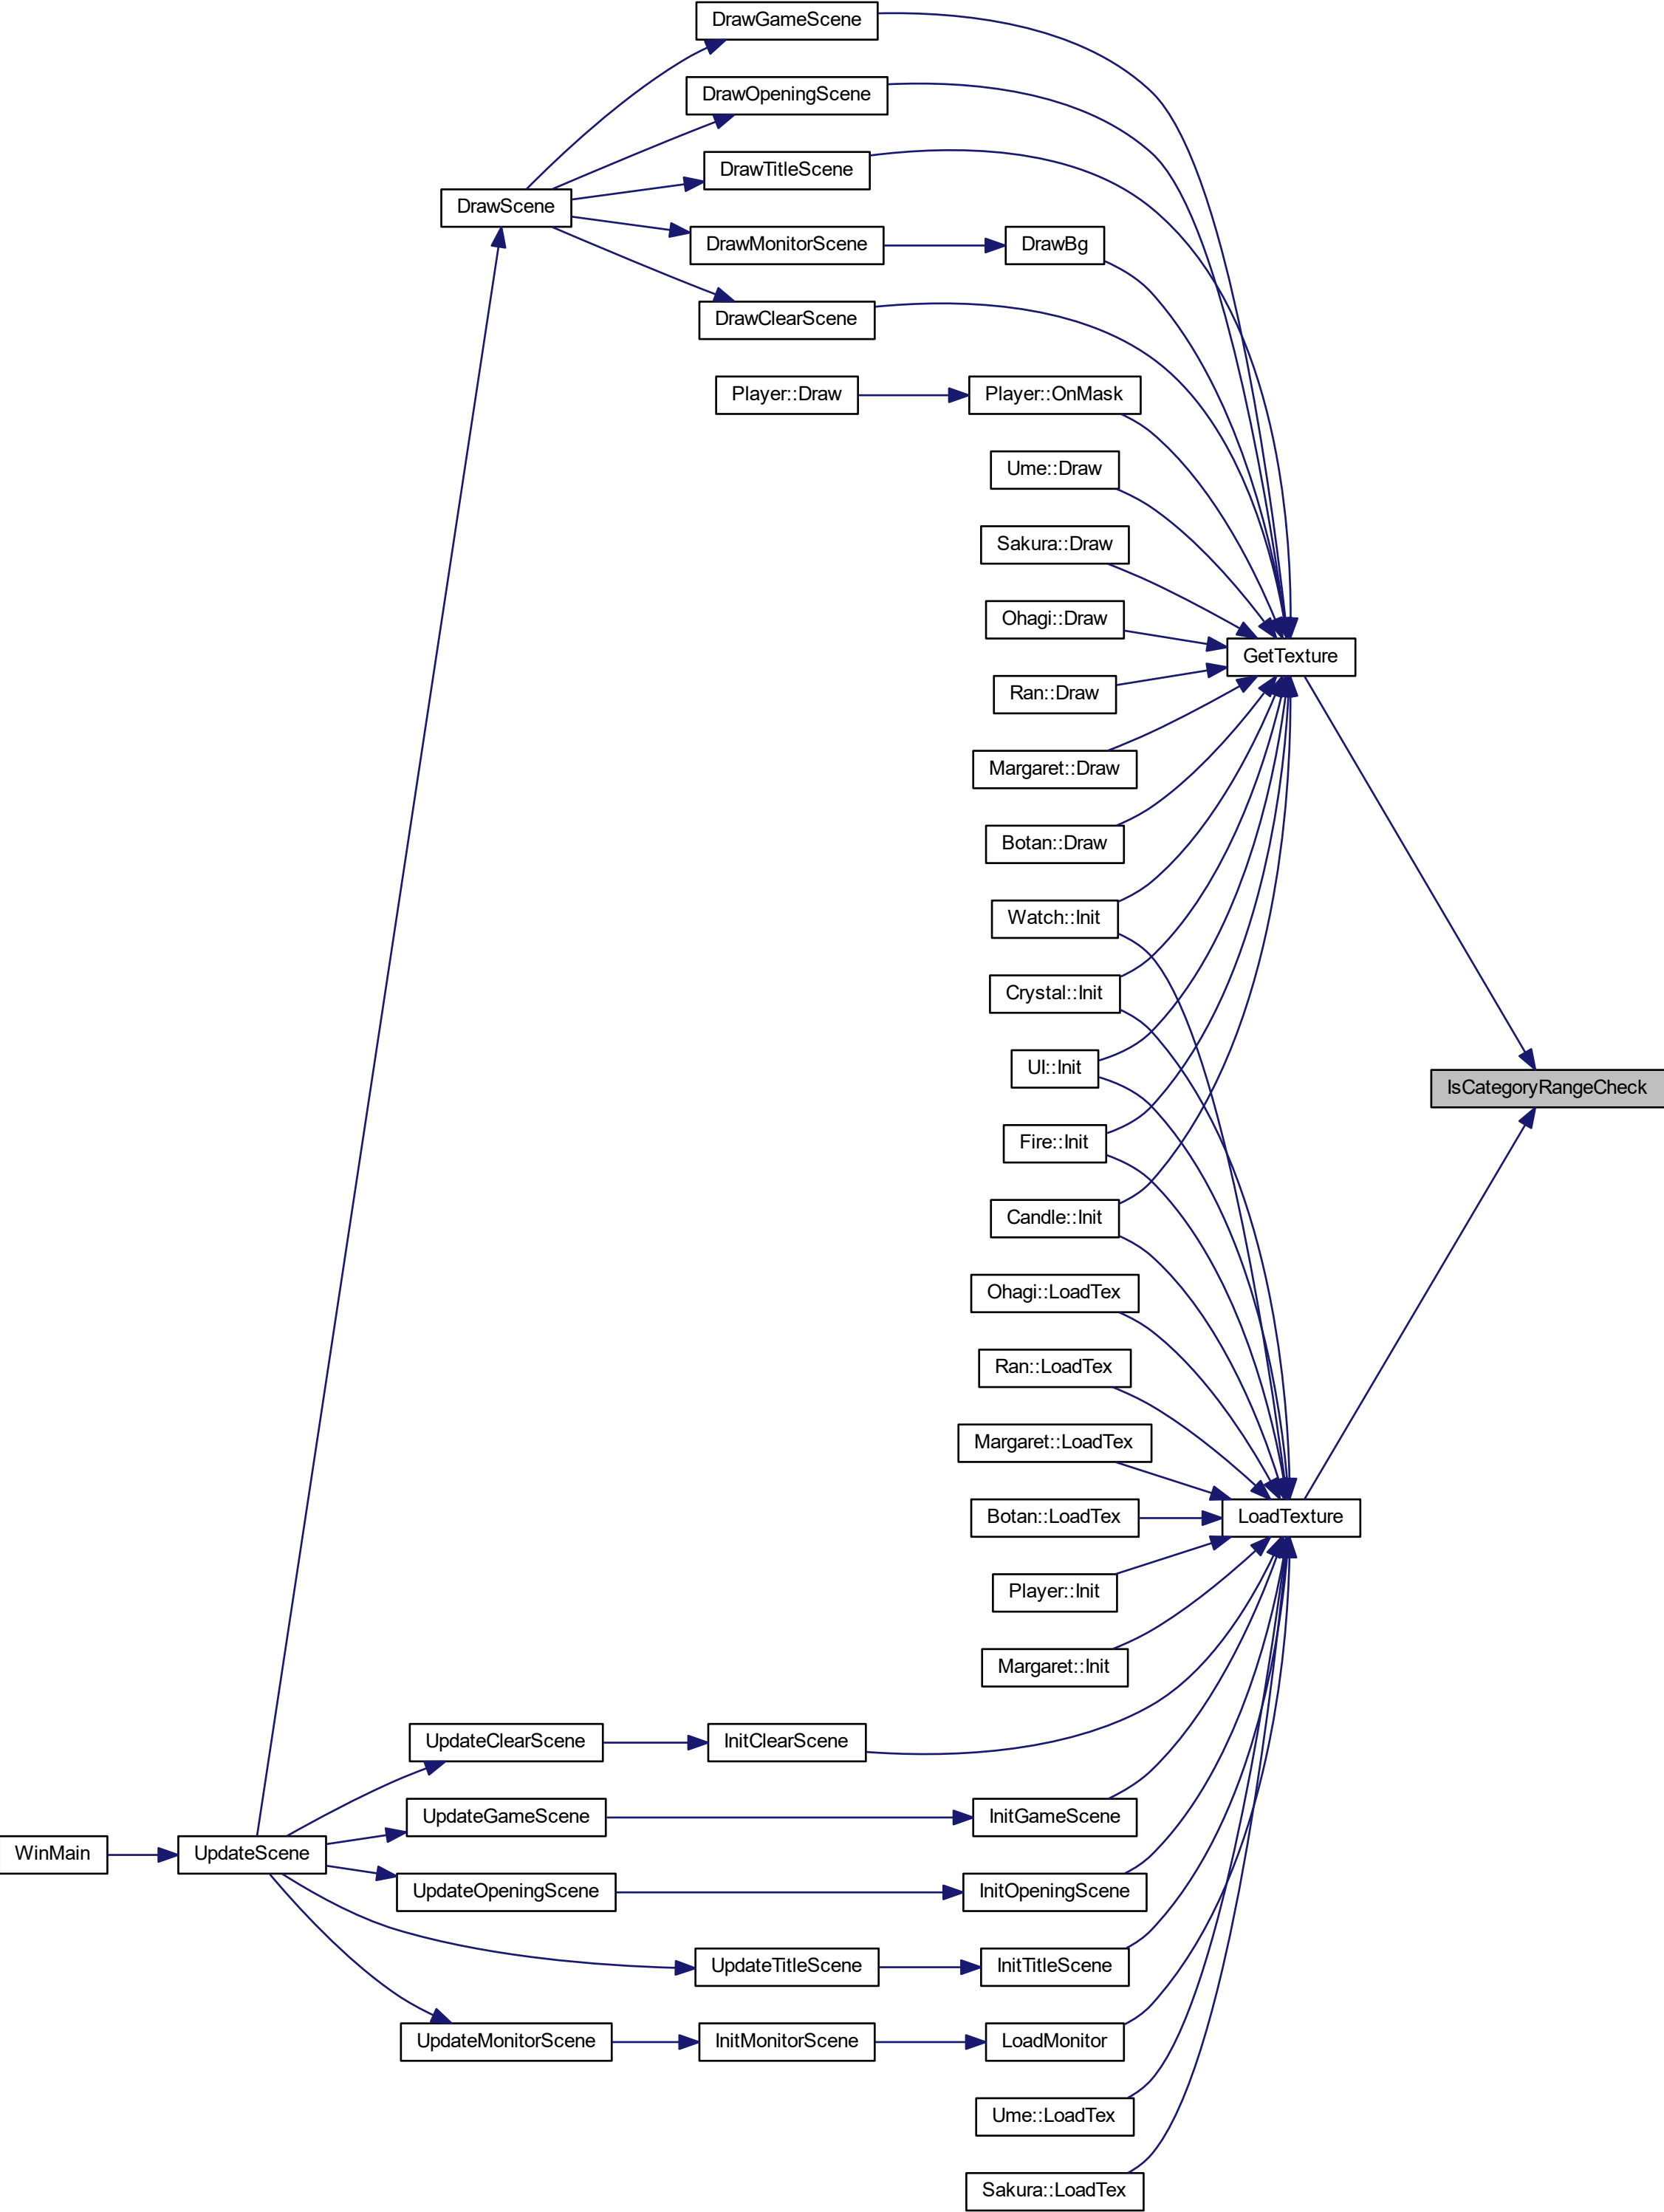 DrawGameScene
DrawOpeningScene
DrawTitleScene
DrawScene
DrawMonitorScene
DrawBg
DrawClearScene
Player::Draw
Player::OnMask
Ume::Draw
Sakura::Draw
Ohagi::Draw
GetTexture
Ran::Draw
Margaret::Draw
Botan::Draw
Watch::Init
Crystal::Init
UI::Init
IsCategoryRangeCheck
Fire::Init
Candle::Init
Ohagi::LoadTex
Ran::LoadTex
Margaret::LoadTex
Botan::LoadTex
LoadTexture
Player::Init
Margaret::Init
UpdateClearScene
InitClearScene
UpdateGameScene
InitGameScene
WinMain
UpdateScene
UpdateOpeningScene
InitOpeningScene
UpdateTitleScene
InitTitleScene
UpdateMonitorScene
InitMonitorScene
LoadMonitor
Ume::LoadTex
Sakura::LoadTex